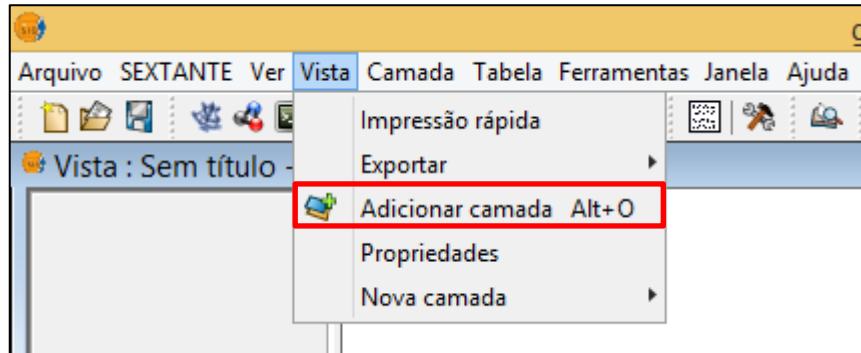 g
Arquivo SEXTANTE Ver Vista Camada Tabela Ferramentas Janela Ajuda
Impressão rápida
Vista : Sem título -
Exportar
Adicionar camada Alt+O
Propriedades
Nova camada